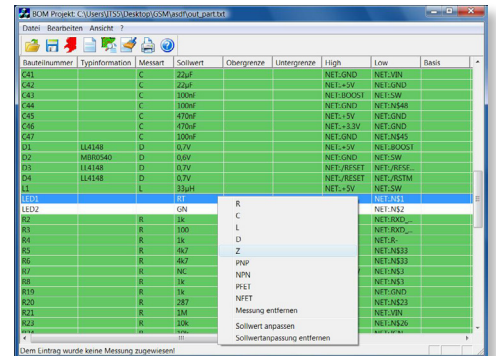 BOM Projekt: C:\Users\JTSS\Desktop\GSM\asdf\out_part.txt
Datei Bearbeiten Ansicht ?
Bauteilnummer Typinformation Messart Sollwert Obergrenze Untergrenze High Low Basis
C41 C 22µF NET:GND NET:VIN
C42 C 22µF NET:+5V NET:GND
C43 C 100nF NET:BOOST NET:SW
C44 C 100nF NET:GND NET:N$48
C45 C 470nF NET:+5V NET:GND
C46 C 470nF NET:+3.3V NET:GND
C47 C 100nF NET:GND NET:N$45
D1 LL4148 D 0,7V NET:+5V NET:BOOST
D2 MBR0540 D 0,6V NET:GND NET:SW
D3 LL4148 D 0,7V NET:/RESET NET:/RESE...
D4 LL4148 D 0,7V NET:/RESET NET:/RSTM
L1 L 33µH NET:+5V NET:SW
LED1 RT NET:N$1
LED2 GN NET:N$2
R2 R 1k NET:RXD_...
R3 R 100 NET:RXD_...
R4 R 1k NET:R-
R5 R 4k7 NET:N$33
R6 R 4k7 NET:N$33
R7 R NC NET:N$3
R8 R 1k NET:N$3
R19 R 1k NET:GND
R20 R 287 NET:N$23
R21 R 1M NET:VIN
R23 R 10k NET:N$26
R
C
L
D
Z
PNP
NPN
PFET
NFET
Messung entfernen
Sollwert anpassen
Sollwertanpassung entfernen
Dem Eintrag wurde keine Messung zugewiesen!